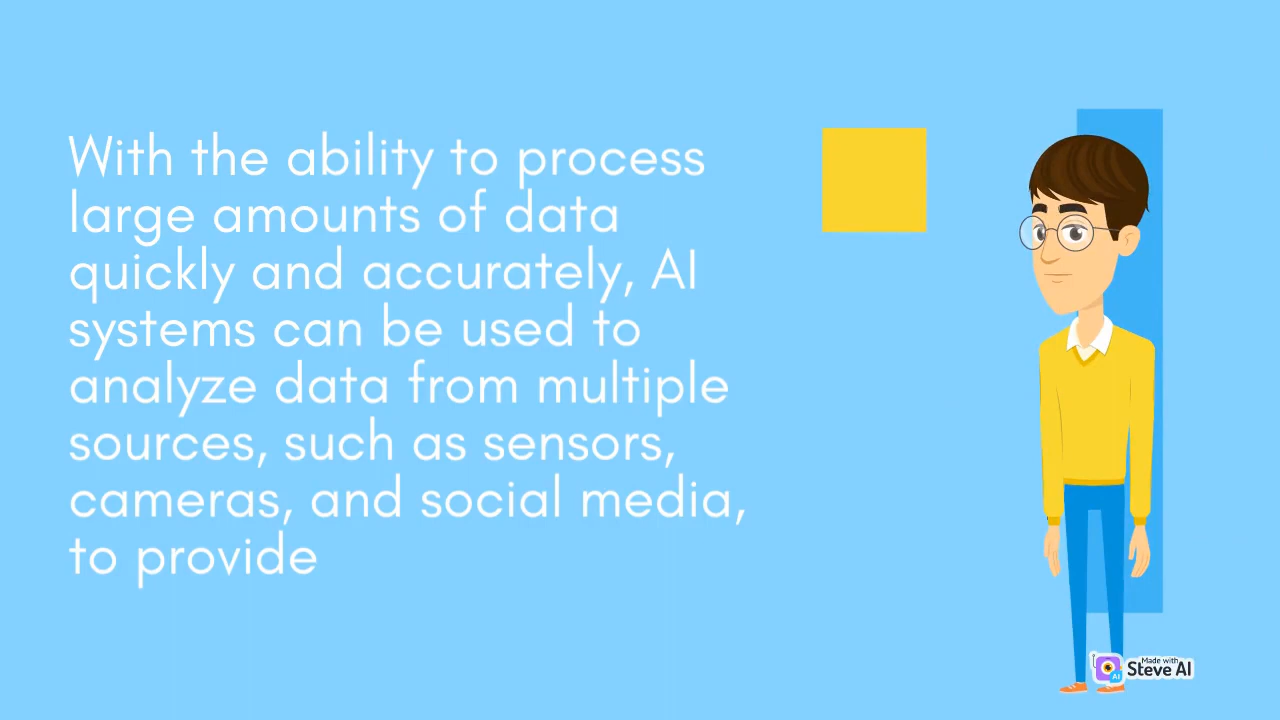 With the ability to process
large amounts of data
quickly and accurately, AI
systems can be used to
analyze data from multiple
sources, such as sensors,
cameras, and social media,
to provide
Made with
Steve AI
AI